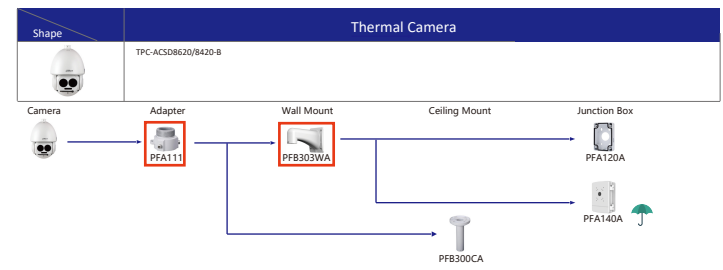 Shape
Thermal Camera
TPC-ACSD8620/8420-B
Camera
Adapter
Wall Mount
Ceiling Mount
Junction Box
PFA111
PFB303WA
PFA120A
PFA140A
PFB300CA